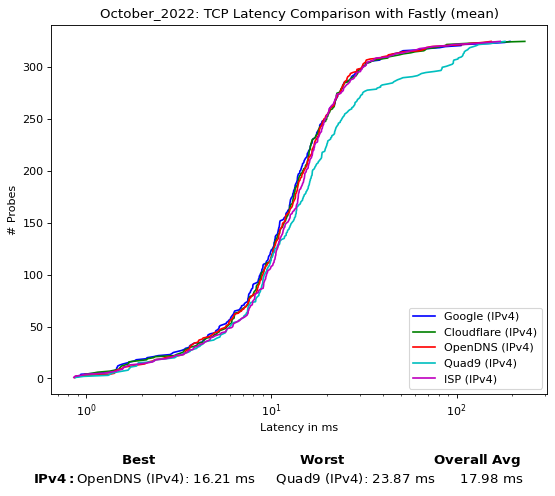 October_2022: TCP Latency Comparison with Fastly (mean)
# Probes
300
250
200
150
100
50
0
10⁰
10¹
10²
Latency in ms
Google (IPv4)
Cloudflare (IPv4)
OpenDNS (IPv4)
Quad9 (IPv4)
ISP (IPv4)
Best Worst Overall Avg
IPv4: OpenDNS (IPv4): 16.21 ms Quad9 (IPv4): 23.87 ms 17.98 ms